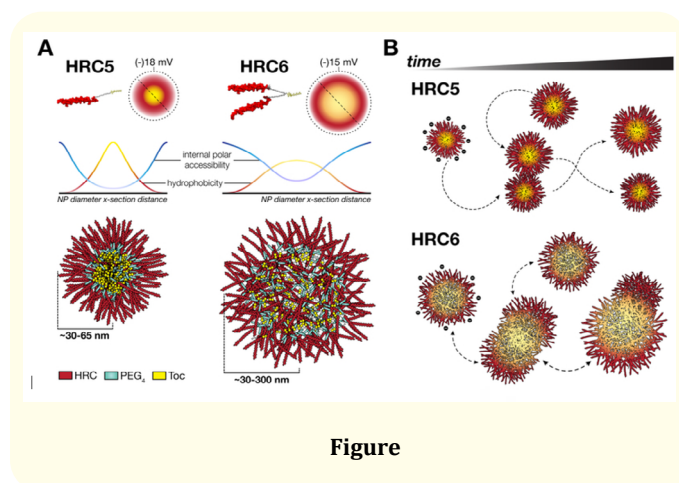 A
HRC5
(-)18 mV
HRC6
(-)15 mV
internal polar
accessibility
hydrophobicity
NP diameter x-section distance
NP diameter x-section distance
~30-65 nm
~30-300 nm
HRC
PEG₄
Toc
B
time
HRC5
HRC6
Figure